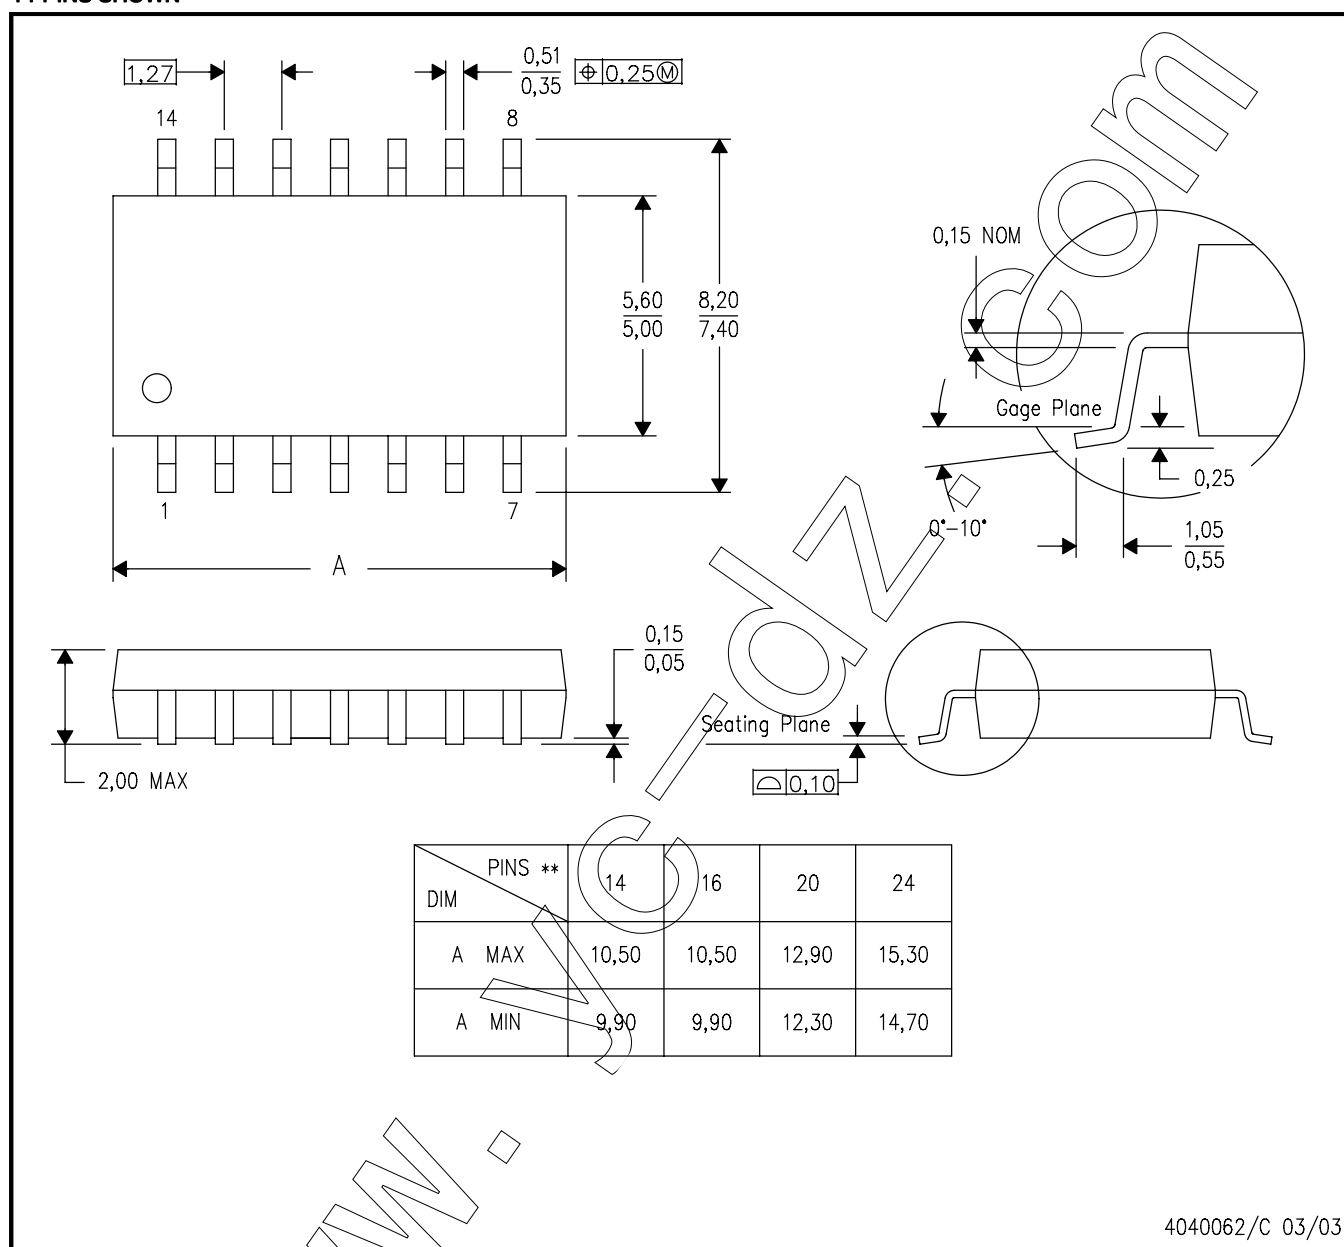 14 PINS SHOWN
1,27
0,51
0,35
⌖ 0,25 Ⓜ
14
8
0,15 NOM
5,60
5,00
8,20
7,40
Gage Plane
0,25
1
7
0°–10°
1,05
0,55
A
0,15
0,05
Seating Plane
2,00 MAX
⌓ 0,10
PINS **
DIM
14 16 20 24
A MAX 10,50 10,50 12,90 15,30
A MIN 9,90 9,90 12,30 14,70
4040062/C 03/03
w.yc-dz.com